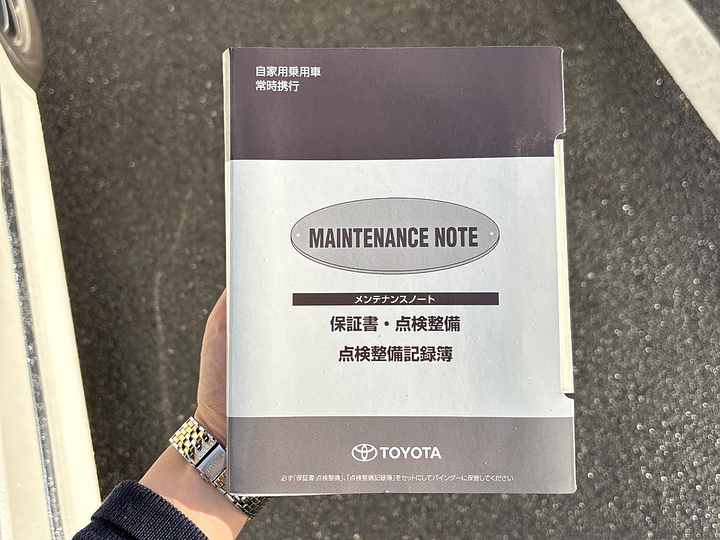 自家用乗用車
常時携行
MAINTENANCE NOTE
メンテナンスノート
保証書・点検整備
点検整備記録簿
TOYOTA
必ず「保証書・点検整備」、「点検整備記録簿」をセットにしてバインダーに保管してください